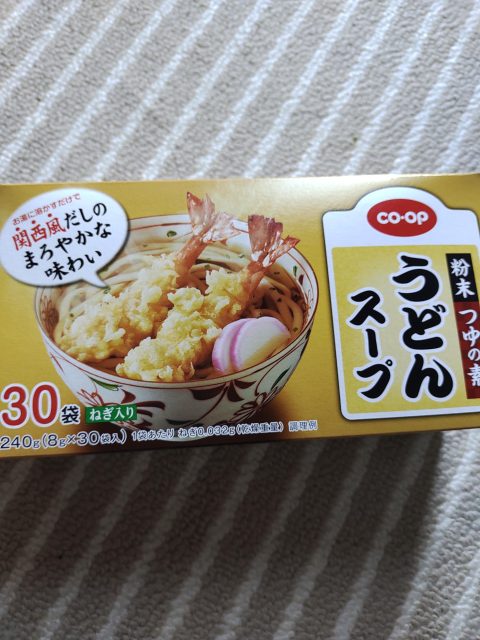 お湯に溶かすだけで
関西風だしの
まろやかな
味わい
co·op
粉末 つゆの素
うどん
スープ
30袋 ねぎ入り
240g(8g×30袋入) 1袋あたり ねぎ0.032g(乾燥重量) 調理例